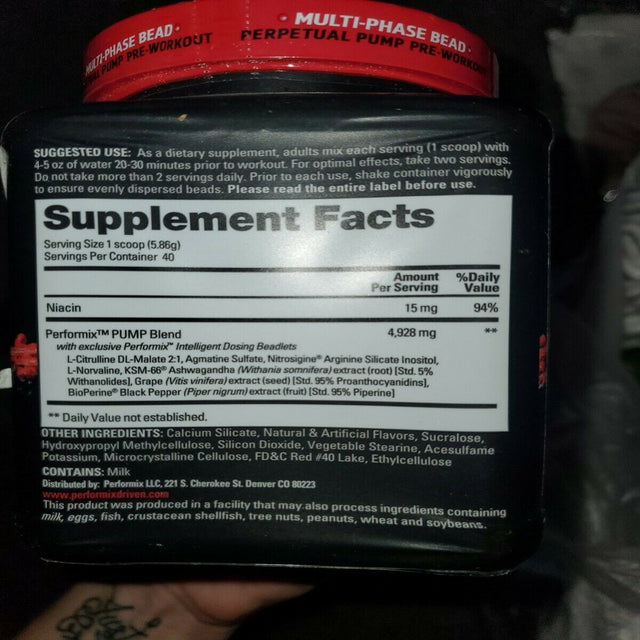 MULTI-PHASE BEAD • • MULTI-PHASE BEAD •
PUMP PRE-WORKOUT PERPETUAL PUMP PRE-WORKOUT
SUGGESTED USE: As a dietary supplement, adults mix each serving (1 scoop) with
4-5 oz of water 20-30 minutes prior to workout. For optimal effects, take two servings.
Do not take more than 2 servings daily. Prior to each use, shake container vigorously
to ensure evenly dispersed beads. Please read the entire label before use.
Supplement Facts
Serving Size 1 scoop (5.86g)
Servings Per Container 40
Amount %Daily
Per Serving Value
Niacin 15 mg 94%
Performix™ PUMP Blend 4,928 mg **
with exclusive Performix™ Intelligent Dosing Beadlets
L-Citrulline DL-Malate 2:1, Agmatine Sulfate, Nitrosigine® Arginine Silicate Inositol,
L-Norvaline, KSM-66® Ashwagandha (Withania somnifera) extract (root) [Std. 5%
Withanolides], Grape (Vitis vinifera) extract (seed) [Std. 95% Proanthocyanidins],
BioPerine® Black Pepper (Piper nigrum) extract (fruit) [Std. 95% Piperine]
** Daily Value not established.
OTHER INGREDIENTS: Calcium Silicate, Natural & Artificial Flavors, Sucralose,
Hydroxypropyl Methylcellulose, Silicon Dioxide, Vegetable Stearine, Acesulfame
Potassium, Microcrystalline Cellulose, FD&C Red #40 Lake, Ethylcellulose
CONTAINS: Milk
Distributed by: Performix LLC, 221 S. Cherokee St. Denver CO 80223
www.performixdriven.com
This product was produced in a facility that may also process ingredients containing
milk, eggs, fish, crustacean shellfish, tree nuts, peanuts, wheat and soybeans.